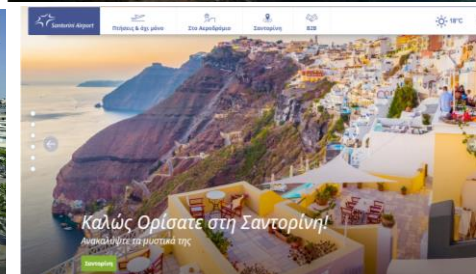 Santorini Airport
Πτήσεις & όχι μόνο
Στο Αεροδρόμιο
Σαντορίνη
B2B
18°C
Καλώς Ορίσατε στη Σαντορίνη!
Ανακαλύψτε τα μυστικά της
Σαντορίνη